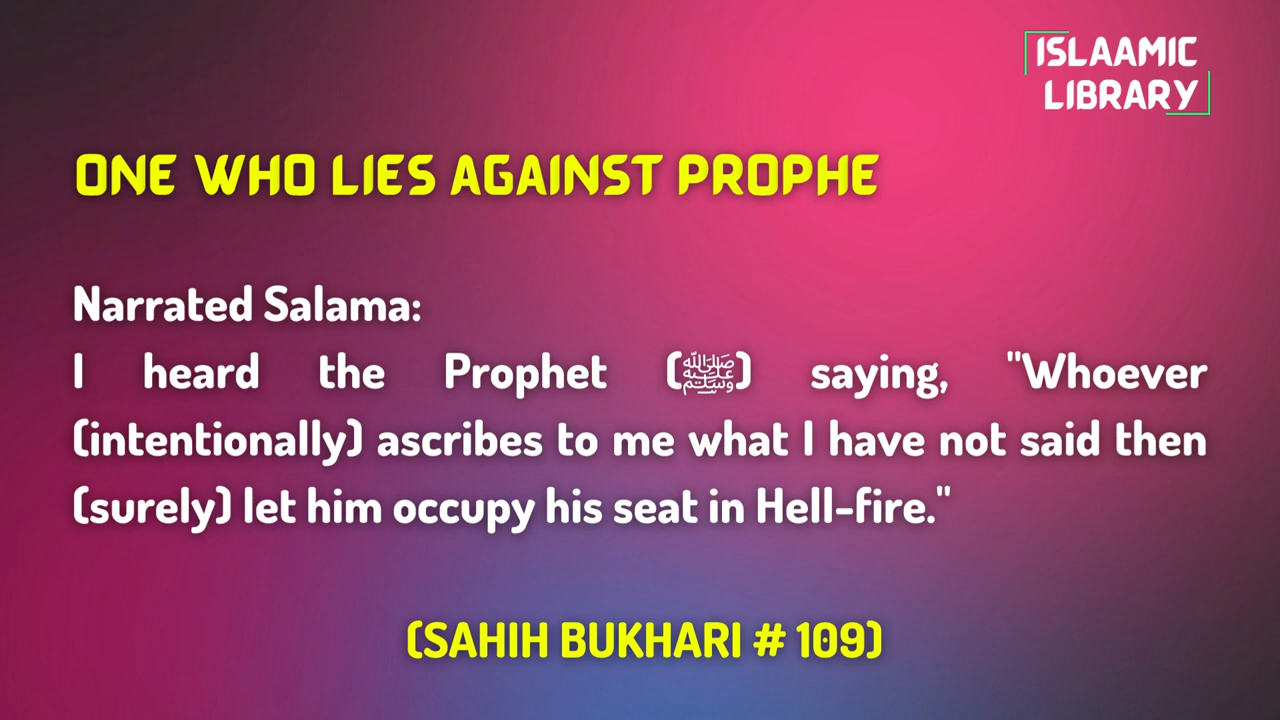 ISLAAMIC
LIBRARY
ONE WHO LIES AGAINST PROPHE
Narrated Salama:
I heard the Prophet (ﷺ) saying, "Whoever
(intentionally) ascribes to me what I have not said then
(surely) let him occupy his seat in Hell-fire."
(SAHIH BUKHARI # 109)